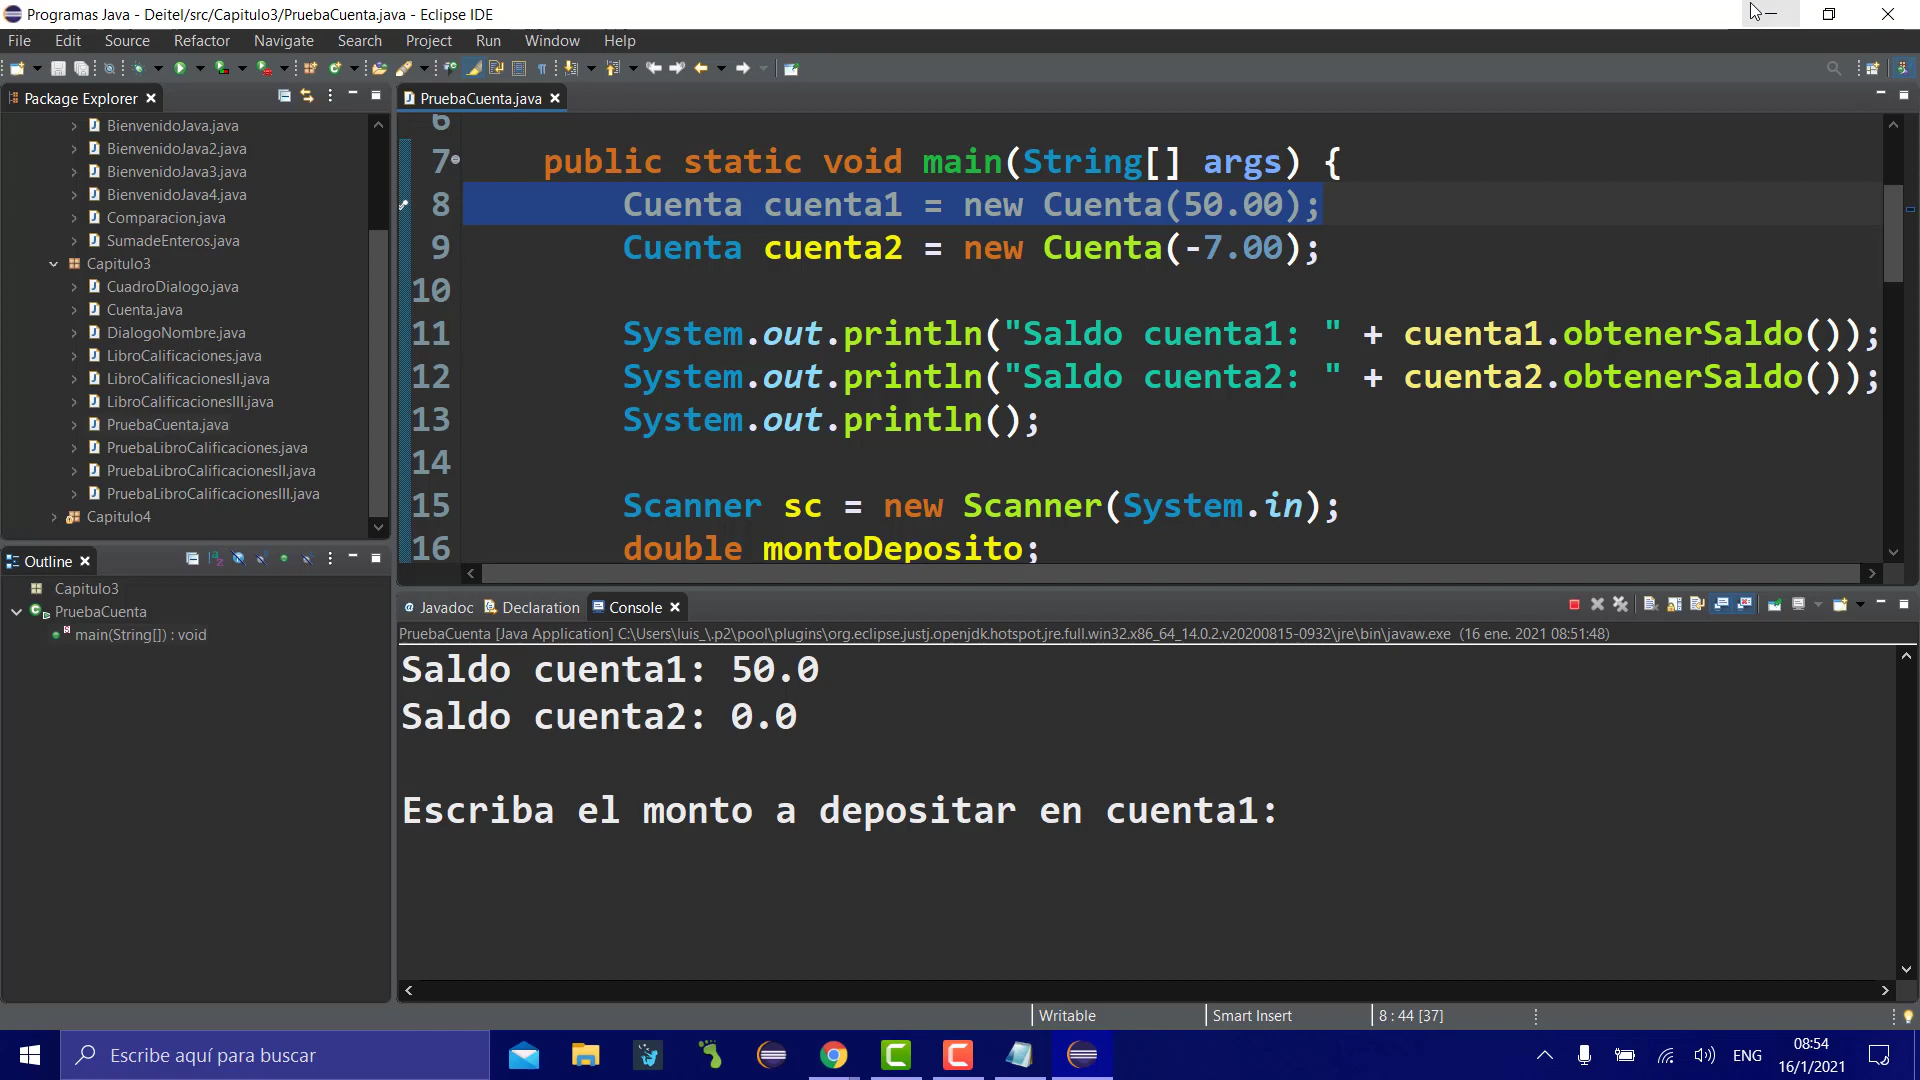 Programas Java - Deitel/src/Capitulo3/PruebaCuenta.java - Eclipse IDE
File Edit Source Refactor Navigate Search Project Run Window Help
Package Explorer
BienvenidoJava.java
BienvenidoJava2.java
BienvenidoJava3.java
BienvenidoJava4.java
Comparacion.java
SumadeEnteros.java
Capitulo3
CuadroDialogo.java
Cuenta.java
DialogoNombre.java
LibroCalificaciones.java
LibroCalificacionesII.java
LibroCalificacionesIII.java
PruebaCuenta.java
PruebaLibroCalificaciones.java
PruebaLibroCalificacionesII.java
PruebaLibroCalificacionesIII.java
Capitulo4
Outline
Capitulo3
PruebaCuenta
main(String[]) : void
PruebaCuenta.java
6
7 public static void main(String[] args) {
8 Cuenta cuenta1 = new Cuenta(50.00);
9 Cuenta cuenta2 = new Cuenta(-7.00);
10
11 System.out.println("Saldo cuenta1: " + cuenta1.obtenerSaldo());
12 System.out.println("Saldo cuenta2: " + cuenta2.obtenerSaldo());
13 System.out.println();
14
15 Scanner sc = new Scanner(System.in);
16 double montoDeposito;
Javadoc Declaration Console
PruebaCuenta [Java Application] C:\Users\luis_\.p2\pool\plugins\org.eclipse.justj.openjdk.hotspot.jre.full.win32.x86_64_14.0.2.v20200815-0932\jre\bin\javaw.exe (16 ene. 2021 08:51:48)
Saldo cuenta1: 50.0
Saldo cuenta2: 0.0
Escriba el monto a depositar en cuenta1:
Writable Smart Insert 8 : 44 [37]
Escribe aquí para buscar
ENG
08:54
16/1/2021